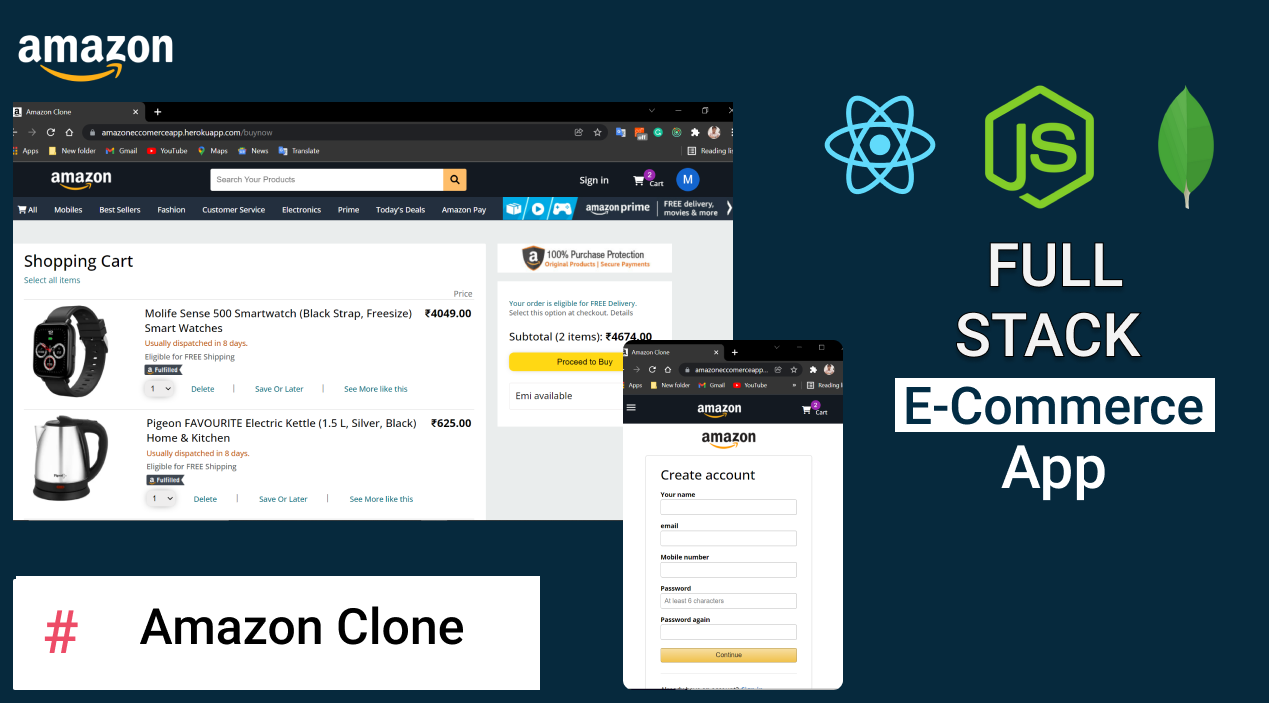 amazon
Amazon Clone
amazoneccomerceapp.herokuapp.com/buynow
Apps New folder Gmail YouTube Maps News Translate Reading li
amazon Search Your Products Sign in 2 Cart M
All Mobiles Best Sellers Fashion Customer Service Electronics Prime Today's Deals Amazon Pay amazon prime FREE delivery, movies & more
Shopping Cart
Select all items
Price
Molife Sense 500 Smartwatch (Black Strap, Freesize) ₹4049.00
Smart Watches
Usually dispatched in 8 days.
Eligible for FREE Shipping
a Fulfilled
1 Delete | Save Or Later | See More like this
Pigeon FAVOURITE Electric Kettle (1.5 L, Silver, Black) ₹625.00
Home & Kitchen
Usually dispatched in 8 days.
Eligible for FREE Shipping
a Fulfilled
1 Delete | Save Or Later | See More like this
a 100% Purchase Protection
Original Products | Secure Payments
Your order is eligible for FREE Delivery.
Select this option at checkout. Details
Subtotal (2 items): ₹4674.00
Proceed to Buy
Emi available
Amazon Clone
amazoneccomerceapp...
Apps New folder Gmail YouTube » Reading li
amazon 2 Cart
amazon
Create account
Your name
email
Mobile number
Password
At least 6 characters
Password again
Continue
JS
FULL
STACK
E-Commerce
App
# Amazon Clone